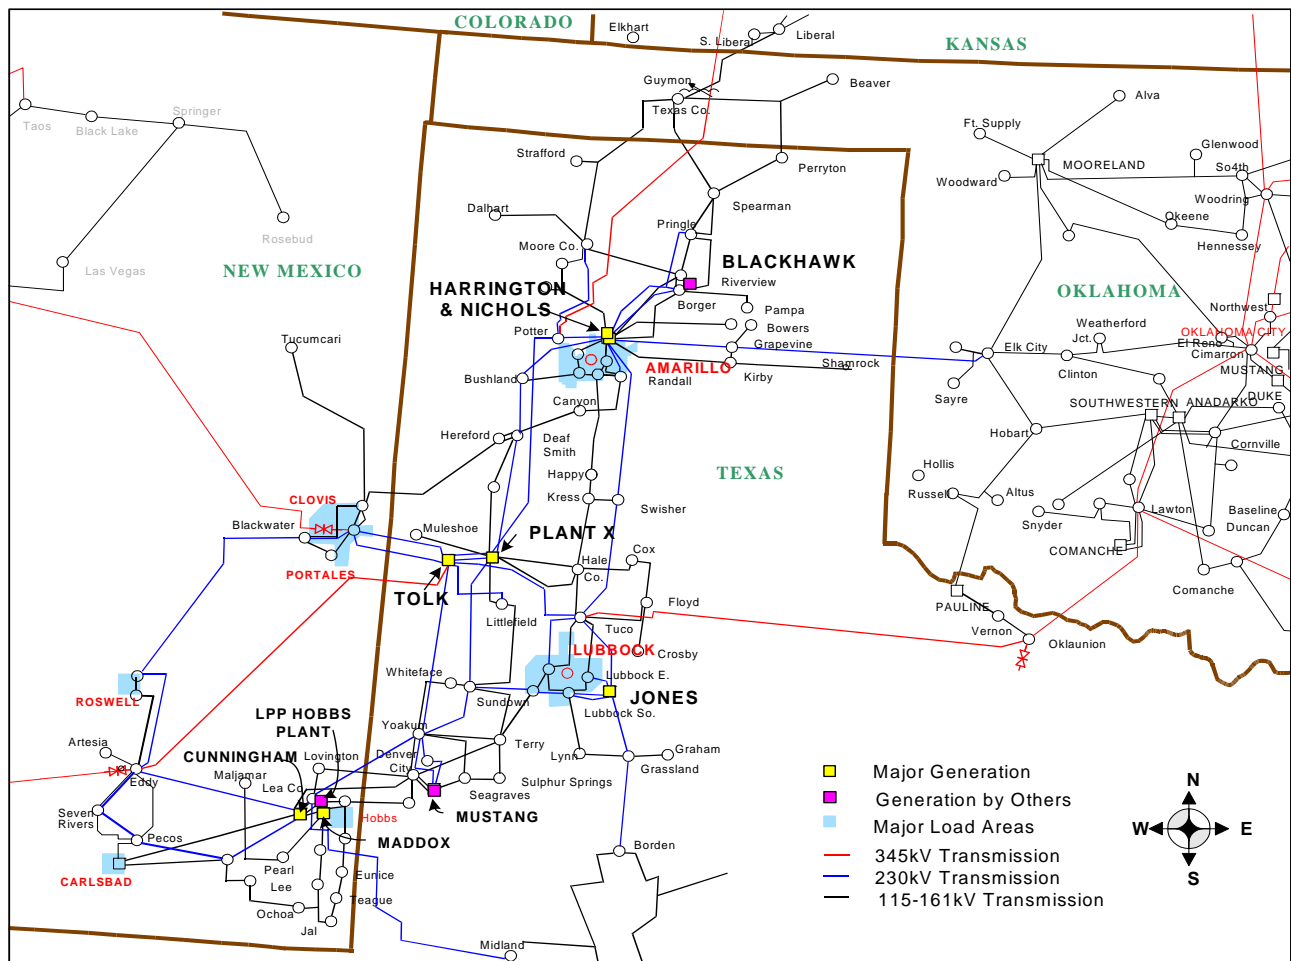 COLORADO
Elkhart
S. Liberal
Liberal
KANSAS
Guymon
Beaver
Texas Co.
Alva
Taos
Black Lake
Springer
Ft. Supply
Glenwood
Strafford
Perryton
MOORELAND
So4th
Woodward
Woodring
Dalhart
Spearman
Rosebud
Pringle
Okeene
Hennessey
Moore Co.
Las Vegas
NEW MEXICO
BLACKHAWK
Riverview
HARRINGTON
& NICHOLS
OKLAHOMA
Borger
Pampa
Northwest
Potter
Bowers
Weatherford
Jct.
OKLAHOMA CITY
El Reno
Tucumcari
Grapevine
Elk City
Cimarron
AMARILLO
Shamrock
Kirby
MUSTANG
Bushland
Randall
Clinton
Sayre
DUKE
Canyon
SOUTHWESTERN
ANADARKO
Hereford
Deaf
Smith
Hobart
Cornville
Happy
TEXAS
Hollis
Russell
Altus
CLOVIS
Kress
Swisher
Snyder
Lawton
Baseline
Duncan
Blackwater
Muleshoe
PLANT X
COMANCHE
PORTALES
Hale
Co.
Cox
TOLK
Floyd
Comanche
PAULINE
Littlefield
Tuco
Vernon
Oklaunion
LUBBOCK
Crosby
Whiteface
Lubbock E.
ROSWELL
Sundown
JONES
LPP HOBBS
PLANT
Lubbock So.
Yoakum
Artesia
CUNNINGHAM
Lovington
Denver
City
Terry
Lynn
Graham
Grassland
Eddy
Maljamar
Lea Co.
Sulphur Springs
Seagraves
Major Generation
Generation by Others
Major Load Areas
345kV Transmission
230kV Transmission
115-161kV Transmission
N
W
E
S
Seven
Rivers
Hobbs
MUSTANG
Pecos
MADDOX
Borden
CARLSBAD
Pearl
Lee
Eunice
Teague
Ochoa
Jal
Midland